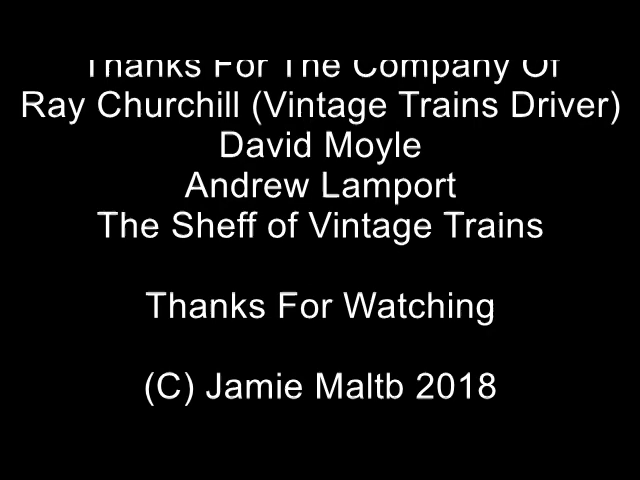 Thanks For The Company Of
Ray Churchill (Vintage Trains Driver)
David Moyle
Andrew Lamport
The Sheff of Vintage Trains
Thanks For Watching
(C) Jamie Maltb 2018